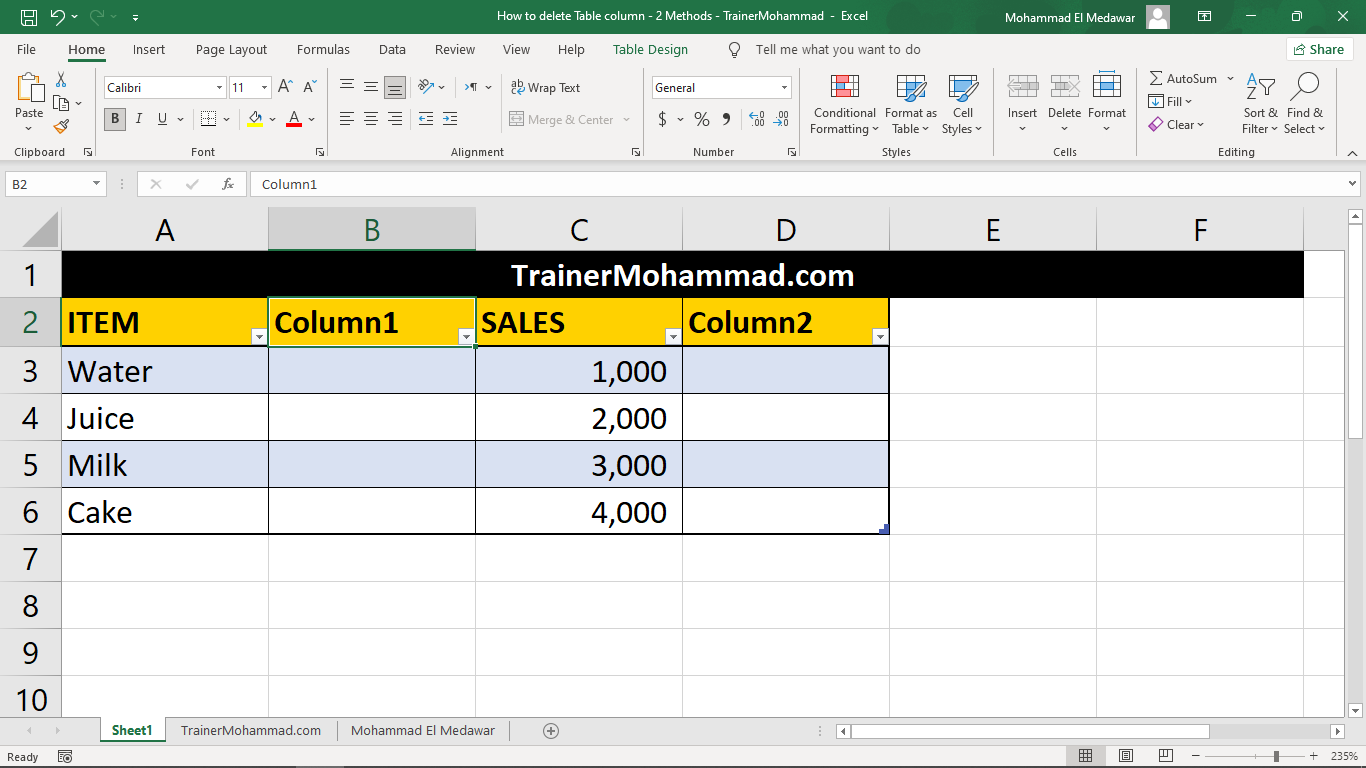 How to delete Table column - 2 Methods - TrainerMohammad - Excel
Mohammad El Medawar
File Home Insert Page Layout Formulas Data Review View Help Table Design Tell me what you want to do Share
Paste
Calibri 11 A A
B I U A
ab Wrap Text
Merge & Center
General
$ % 9
Conditional Formatting
Format as Table
Cell Styles
Insert Delete Format
AutoSum
Fill
Clear
Sort & Filter
Find & Select
Clipboard Font Alignment Number Styles Cells Editing
B2 fx Column1
A B C D E F
1 TrainerMohammad.com
2 ITEM Column1 SALES Column2
3 Water 1,000
4 Juice 2,000
5 Milk 3,000
6 Cake 4,000
7
8
9
10
Sheet1 TrainerMohammad.com Mohammad El Medawar
Ready 235%